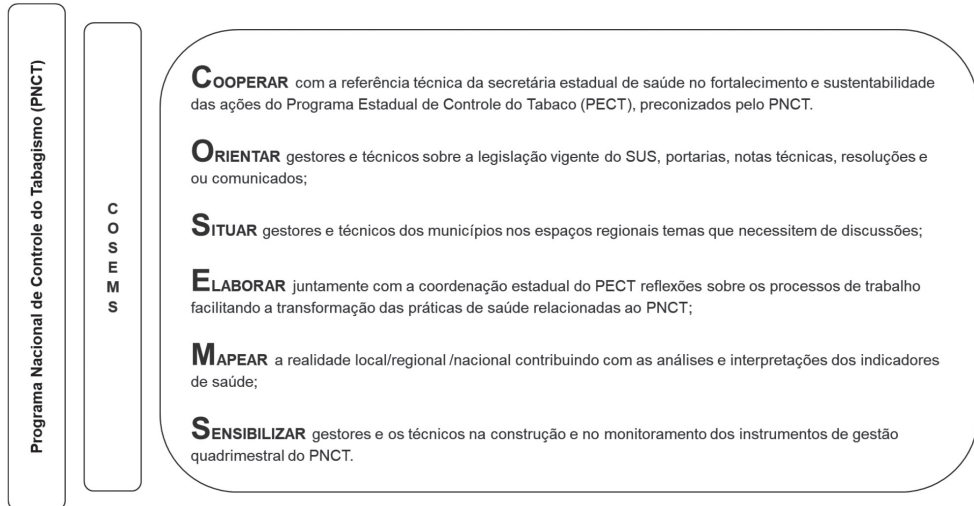 Programa Nacional de Controle do Tabagismo (PNCT)
C
O
S
E
M
S
COOPERAR com a referência técnica da secretária estadual de saúde no fortalecimento e sustentabilidade
das ações do Programa Estadual de Controle do Tabaco (PECT), preconizados pelo PNCT.
ORIENTAR gestores e técnicos sobre a legislação vigente do SUS, portarias, notas técnicas, resoluções e
ou comunicados;
SITUAR gestores e técnicos dos municípios nos espaços regionais temas que necessitem de discussões;
ELABORAR juntamente com a coordenação estadual do PECT reflexões sobre os processos de trabalho
facilitando a transformação das práticas de saúde relacionadas ao PNCT;
MAPEAR a realidade local/regional /nacional contribuindo com as análises e interpretações dos indicadores
de saúde;
SENSIBILIZAR gestores e os técnicos na construção e no monitoramento dos instrumentos de gestão
quadrimestral do PNCT.